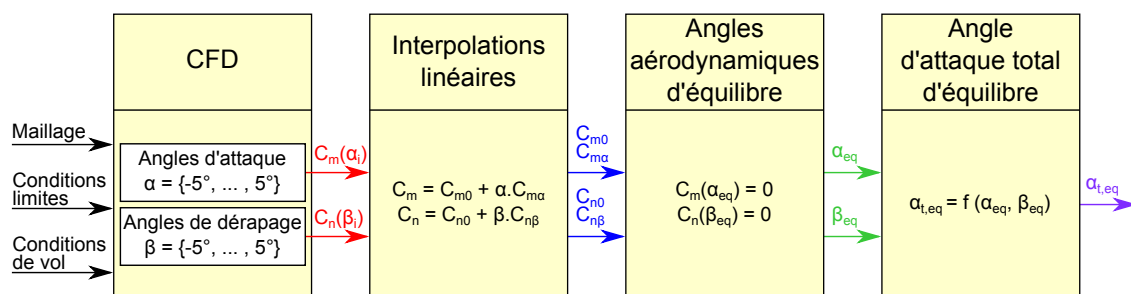 CFD
Interpolations
linéaires
Angles
aérodynamiques
d'équilibre
Angle
d'attaque total
d'équilibre
Maillage
Conditions
limites
Conditions
de vol
Angles d'attaque
α = {-5°, ... , 5°}
Angles de dérapage
β = {-5°, ... , 5°}
Cm(αi)
Cn(βi)
Cm = Cm0 + α.Cmα
Cn = Cn0 + β.Cnβ
Cm0
Cmα
Cn0
Cnβ
Cm(αeq) = 0
Cn(βeq) = 0
αeq
βeq
αt,eq = f (αeq, βeq)
αt,eq